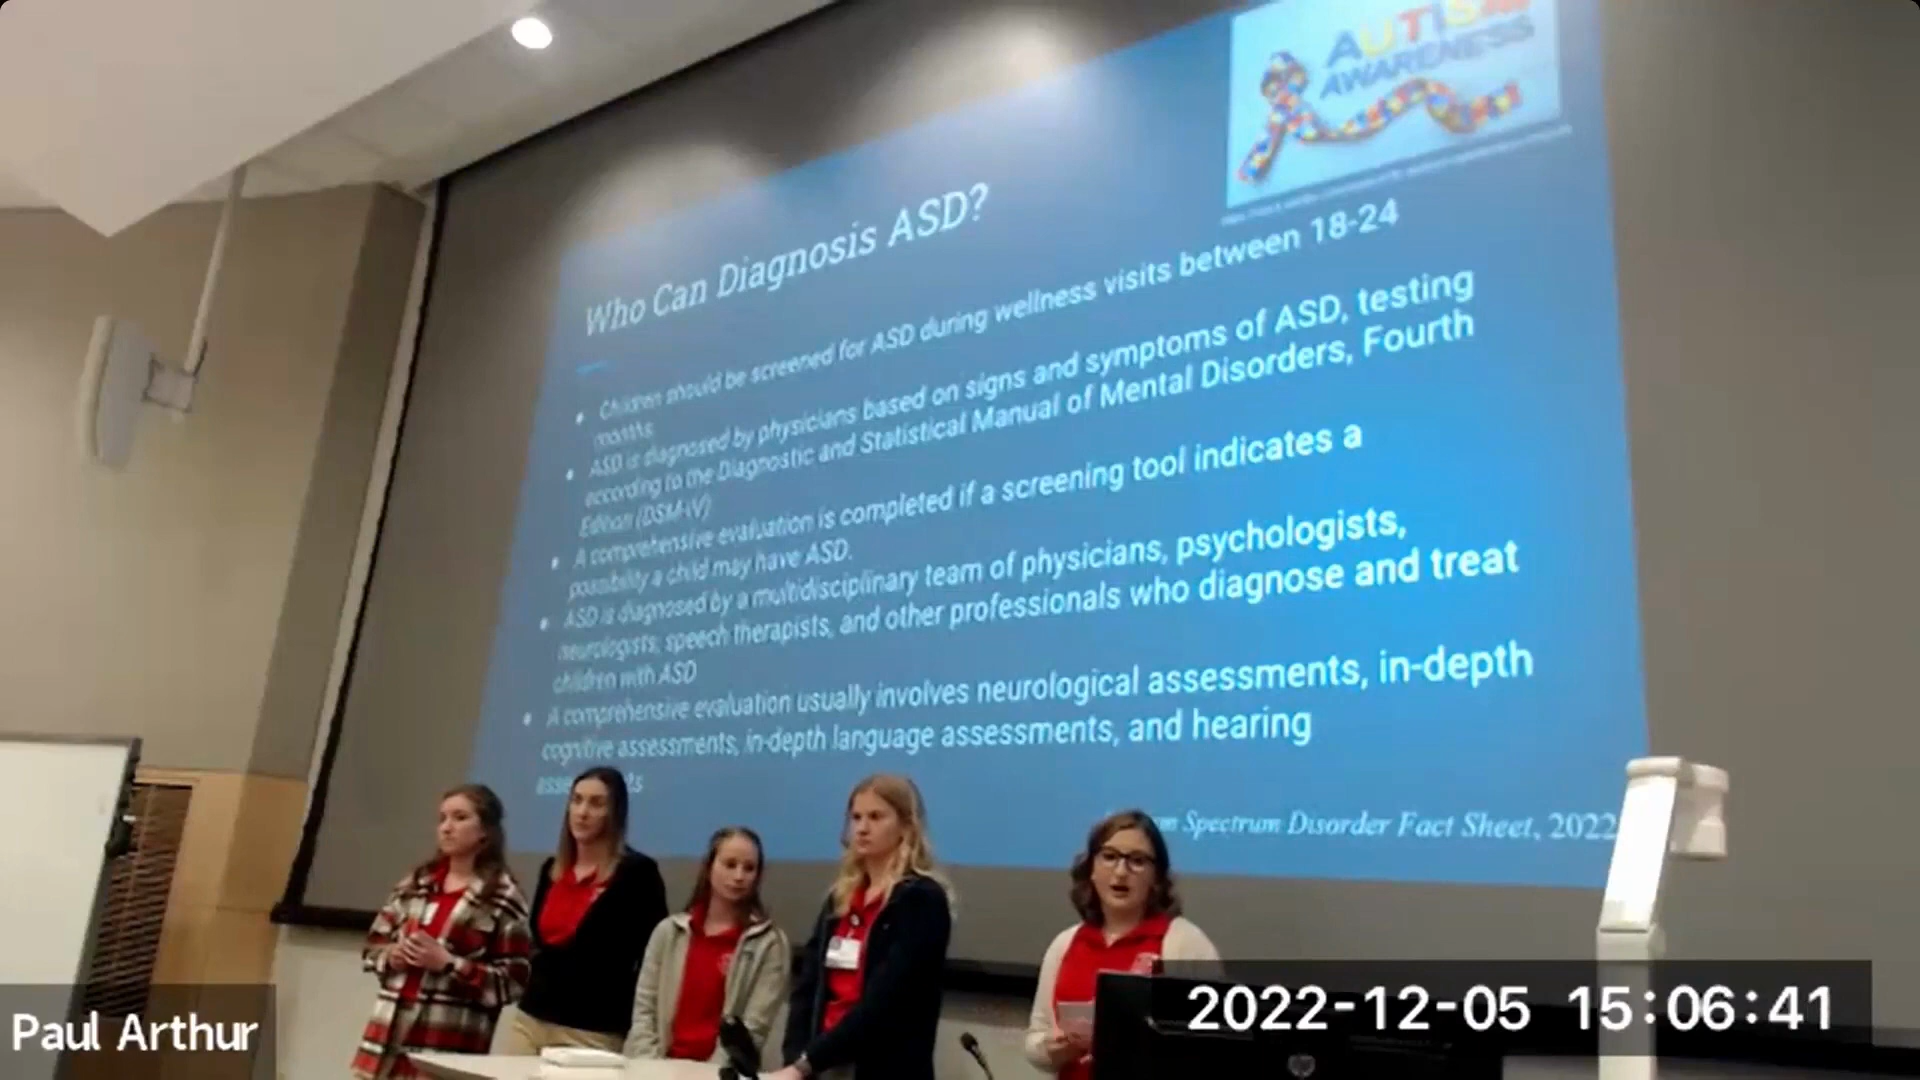 AUTISM
AWARENESS
Who Can Diagnosis ASD?
• Children should be screened for ASD during wellness visits between 18-24
months
• ASD is diagnosed by physicians based on signs and symptoms of ASD, testing
according to the Diagnostic and Statistical Manual of Mental Disorders, Fourth
Edition (DSM-IV)
• A comprehensive evaluation is completed if a screening tool indicates a
possibility a child may have ASD.
• ASD is diagnosed by a multidisciplinary team of physicians, psychologists,
neurologists, speech therapists, and other professionals who diagnose and treat
children with ASD
• A comprehensive evaluation usually involves neurological assessments, in-depth
cognitive assessments, in-depth language assessments, and hearing
Spectrum Disorder Fact Sheet, 2022
Paul Arthur
2022-12-05 15:06:41